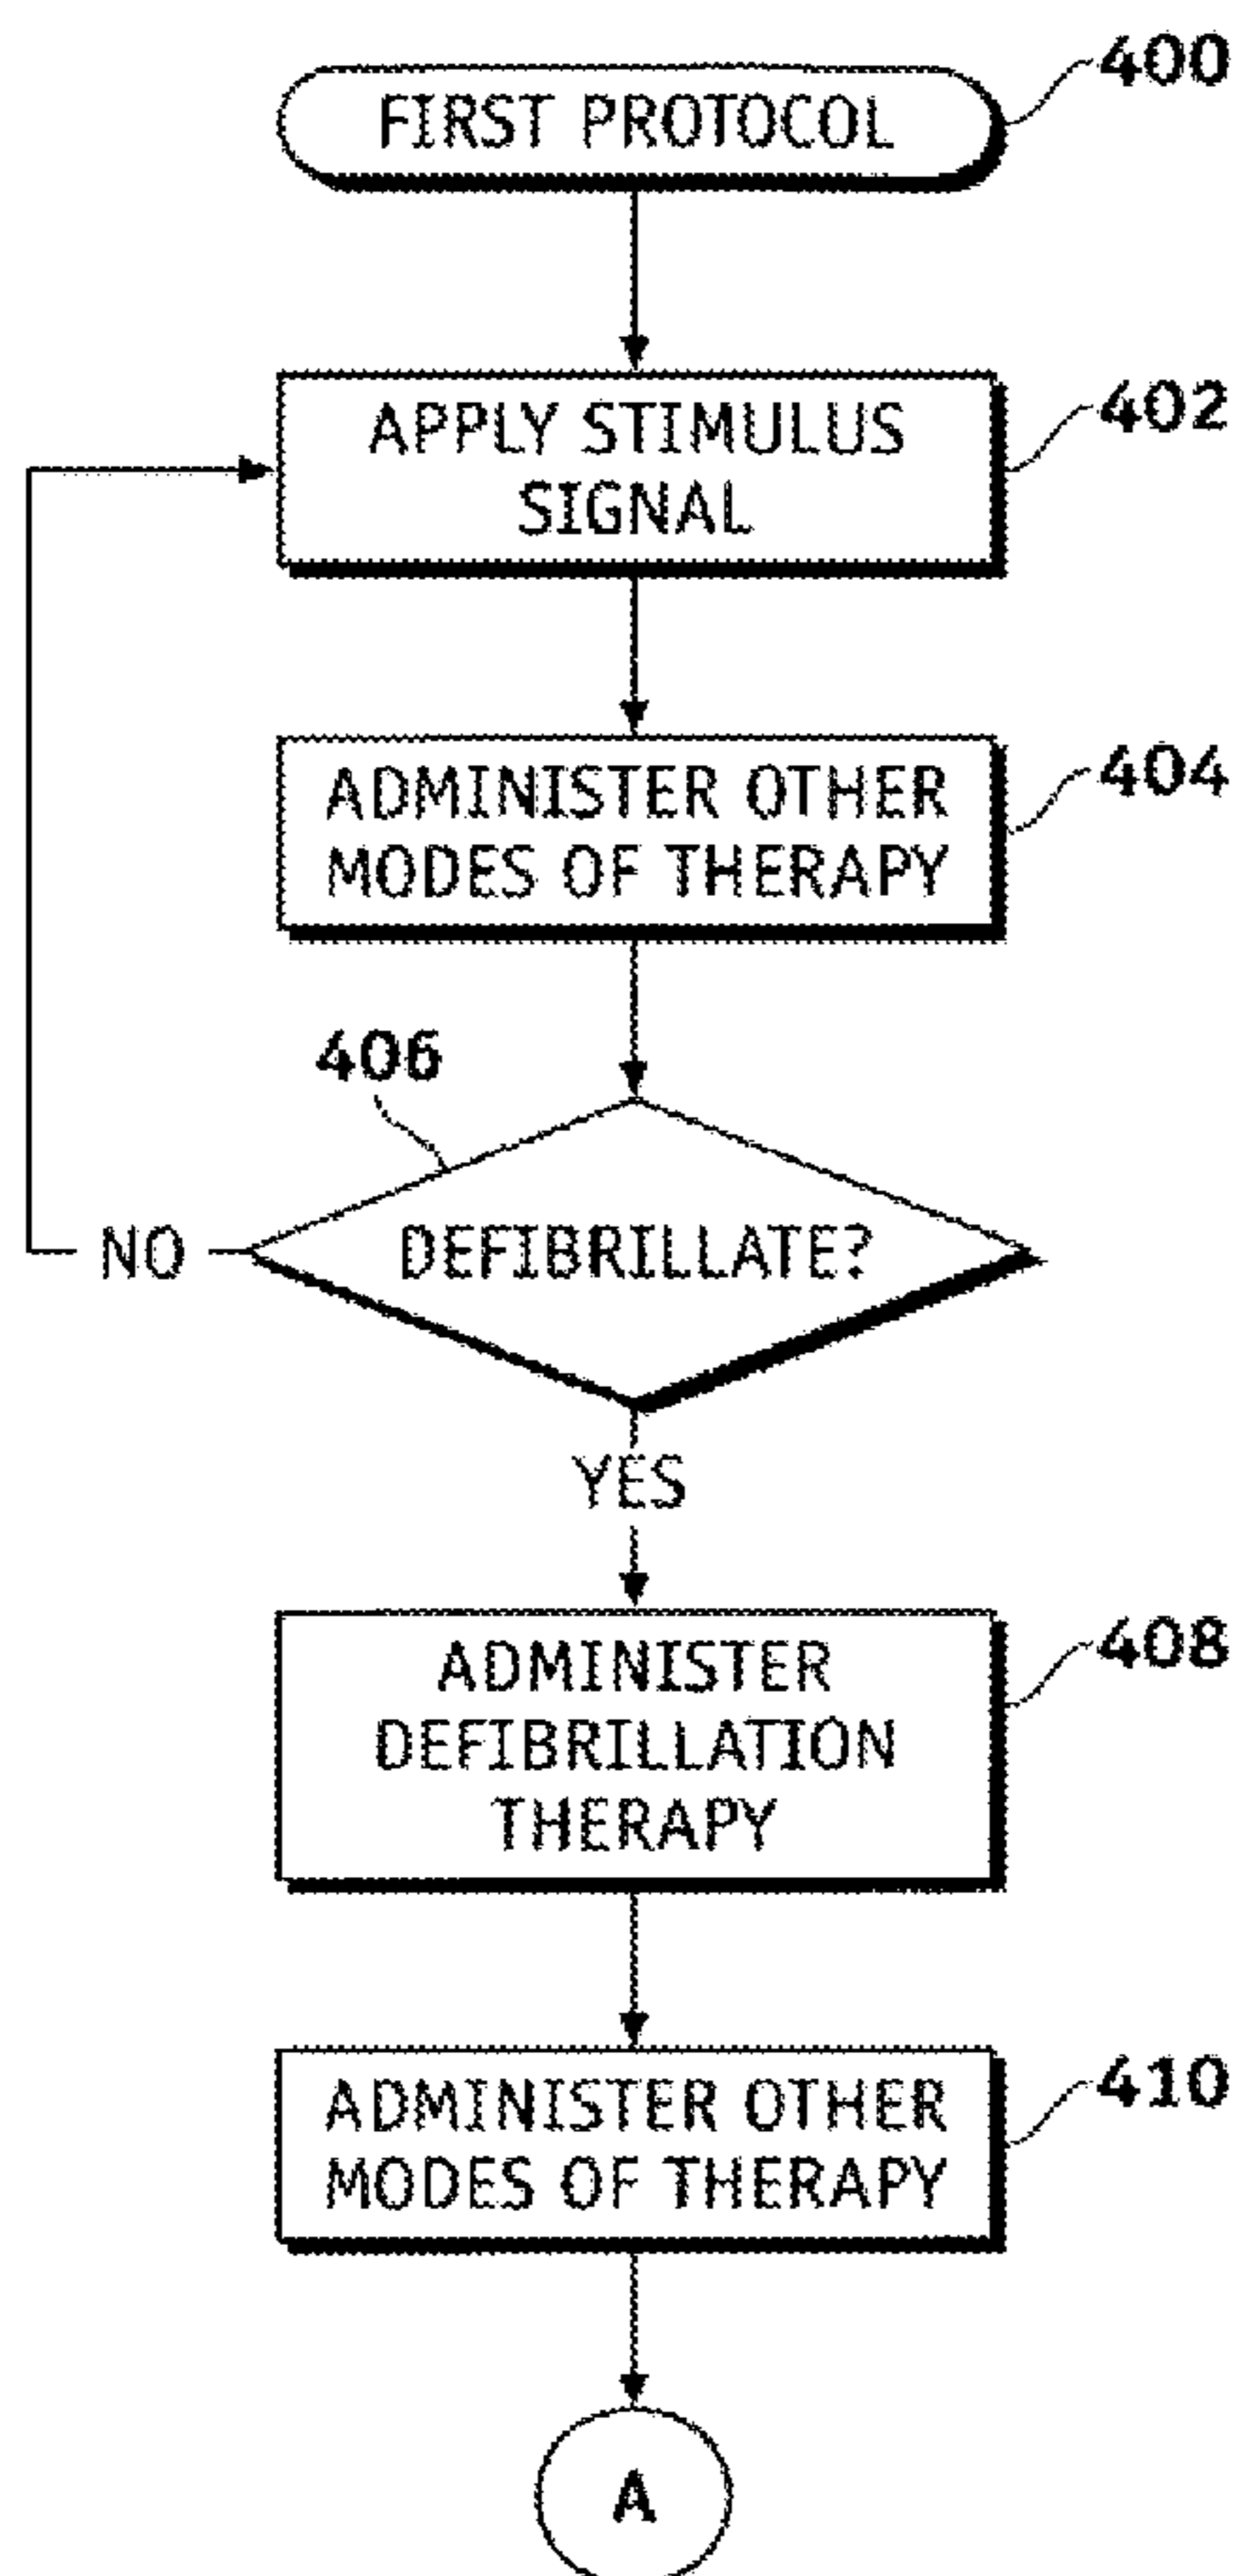 FIRST PROTOCOL
400
APPLY STIMULUS
SIGNAL
402
ADMINISTER OTHER
MODES OF THERAPY
404
406
DEFIBRILLATE?
NO
YES
ADMINISTER
DEFIBRILLATION
THERAPY
408
ADMINISTER OTHER
MODES OF THERAPY
410
A